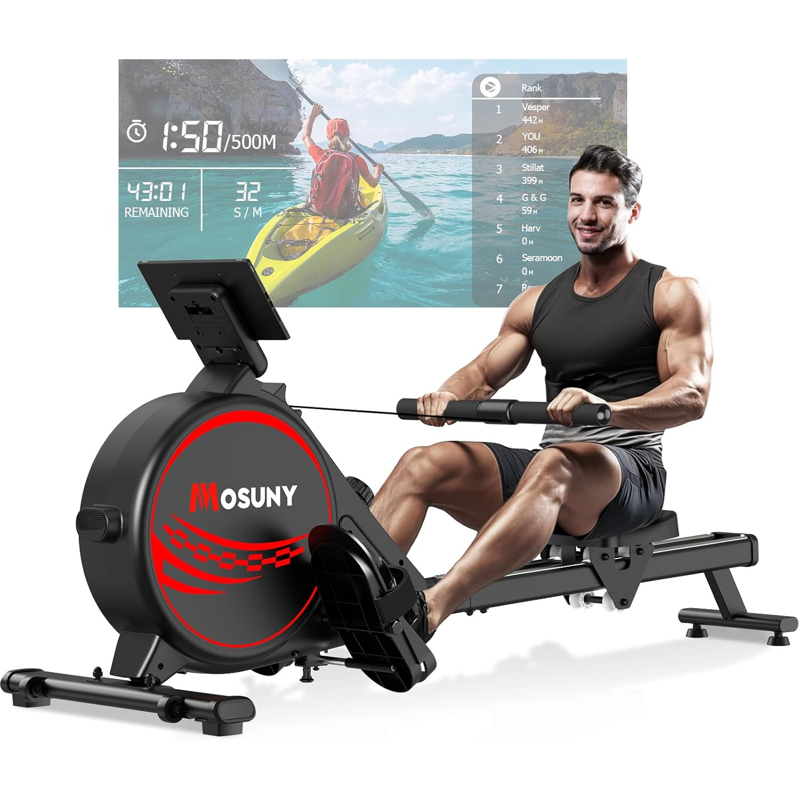 1:50/500M
43:01
REMAINING
32
S / M
Rank
1 Vesper
442 M
2 YOU
406 M
3 Stillat
399 M
4 G & G
59 M
5 Harv
0 M
6 Seramoon
0 M
7
MOSUNY